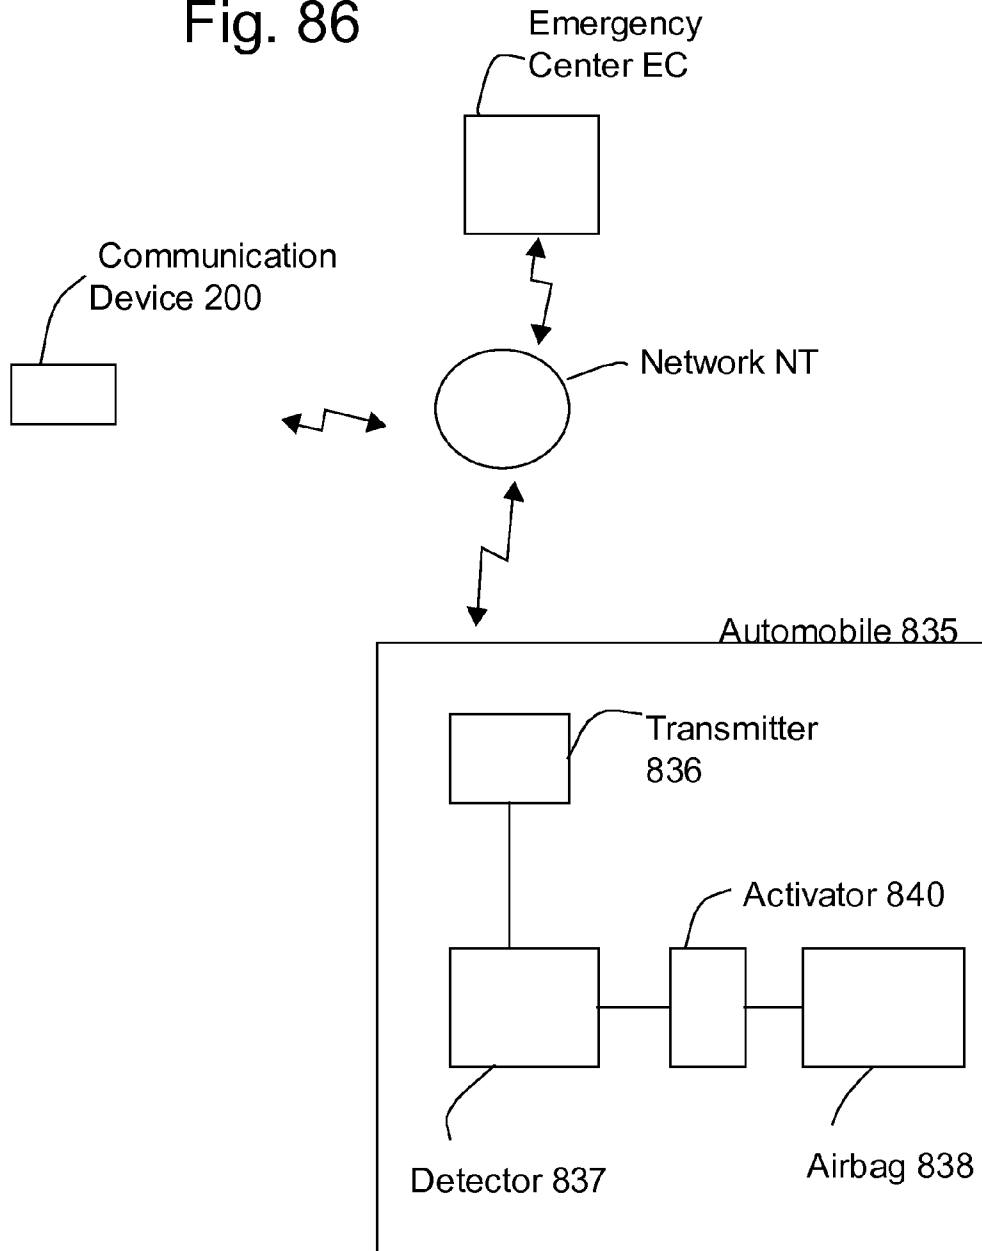 Fig. 86
Emergency
Center EC
Communication
Device 200
Network NT
Automobile 835
Transmitter
836
Activator 840
Detector 837
Airbag 838